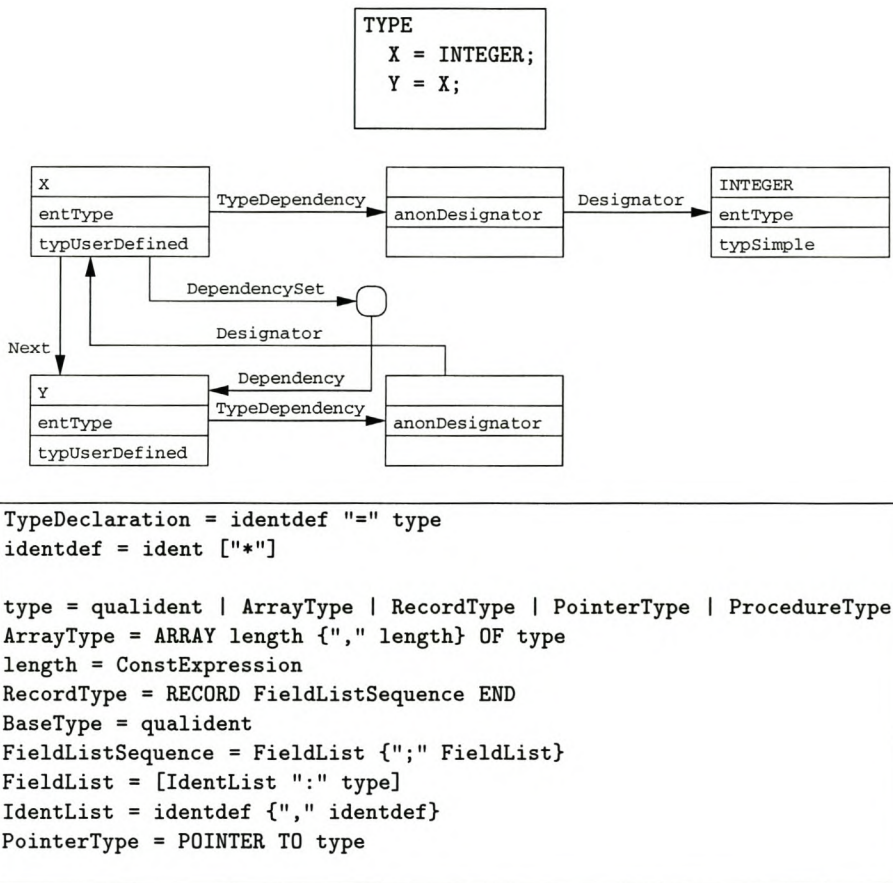 TYPE
X = INTEGER;
Y = X;
X
entType
typUserDefined
TypeDependency
anonDesignator
Designator
INTEGER
entType
typSimple
DependencySet
Designator
Next
Dependency
Y
entType
typUserDefined
TypeDependency
anonDesignator
TypeDeclaration = identdef "=" type
identdef = ident ["*"]
type = qualident | ArrayType | RecordType | PointerType | ProcedureType
ArrayType = ARRAY length {"," length} OF type
length = ConstExpression
RecordType = RECORD FieldListSequence END
BaseType = qualident
FieldListSequence = FieldList {";" FieldList}
FieldList = [IdentList ":" type]
IdentList = identdef {"," identdef}
PointerType = POINTER TO type